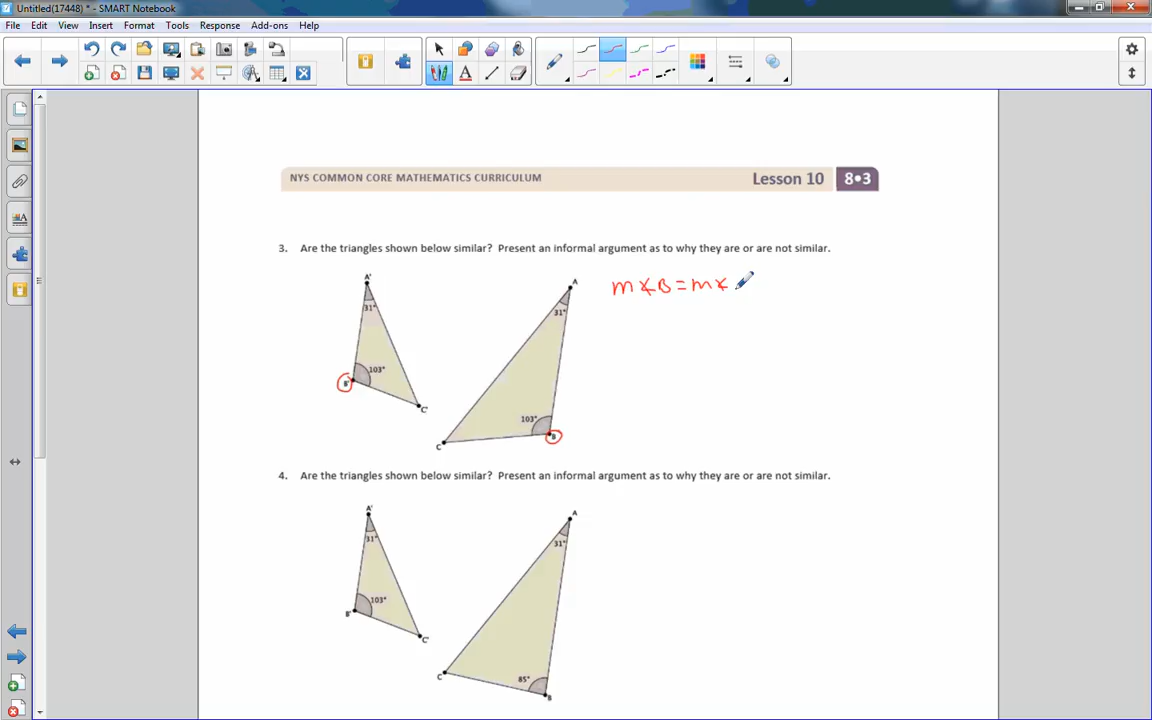 Untitled(17448) * - SMART Notebook
File Edit View Insert Format Tools Response Add-ons Help
NYS COMMON CORE MATHEMATICS CURRICULUM Lesson 10 8•3
3. Are the triangles shown below similar? Present an informal argument as to why they are or are not similar.
m∡B = m∡
A' A
31° 31°
103°
B'
C'
103°
C B
4. Are the triangles shown below similar? Present an informal argument as to why they are or are not similar.
A' A
31° 31°
103°
B'
C'
C 85°
B